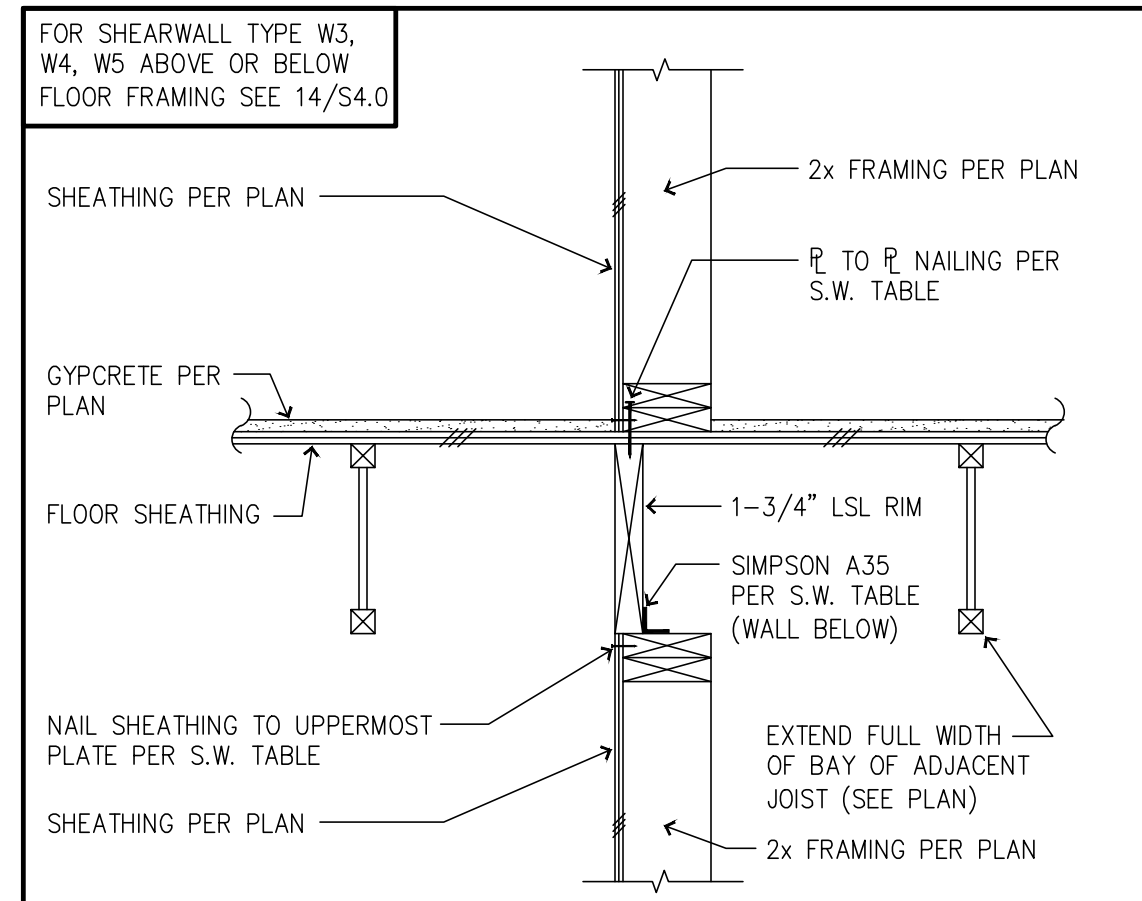 FOR SHEARWALL TYPE W3,
W4, W5 ABOVE OR BELOW
FLOOR FRAMING SEE 14/S4.0
SHEATHING PER PLAN
2x FRAMING PER PLAN
℄ TO ℄ NAILING PER
S.W. TABLE
GYPCRETE PER
PLAN
FLOOR SHEATHING
1-3/4" LSL RIM
SIMPSON A35
PER S.W. TABLE
(WALL BELOW)
NAIL SHEATHING TO UPPERMOST
PLATE PER S.W. TABLE
EXTEND FULL WIDTH
OF BAY OF ADJACENT
JOIST (SEE PLAN)
SHEATHING PER PLAN
2x FRAMING PER PLAN